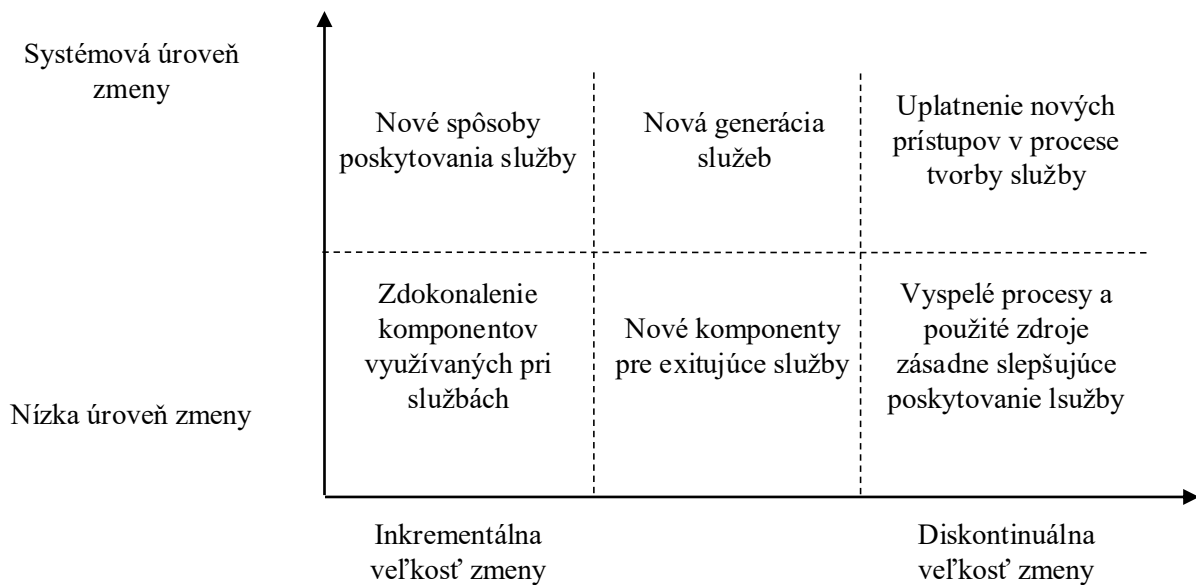 Systémová úroveň
zmeny
Nové spôsoby
poskytovania služby
Nová generácia
služeb
Uplatnenie nových
prístupov v procese
tvorby služby
Nízka úroveň zmeny
Zdokonalenie
komponentov
využívaných pri
službách
Nové komponenty
pre exitujúce služby
Vyspelé procesy a
použité zdroje
zásadne slepšujúce
poskytovanie lsužby
Inkrementálna
veľkosť zmeny
Diskontinuálna
veľkosť zmeny